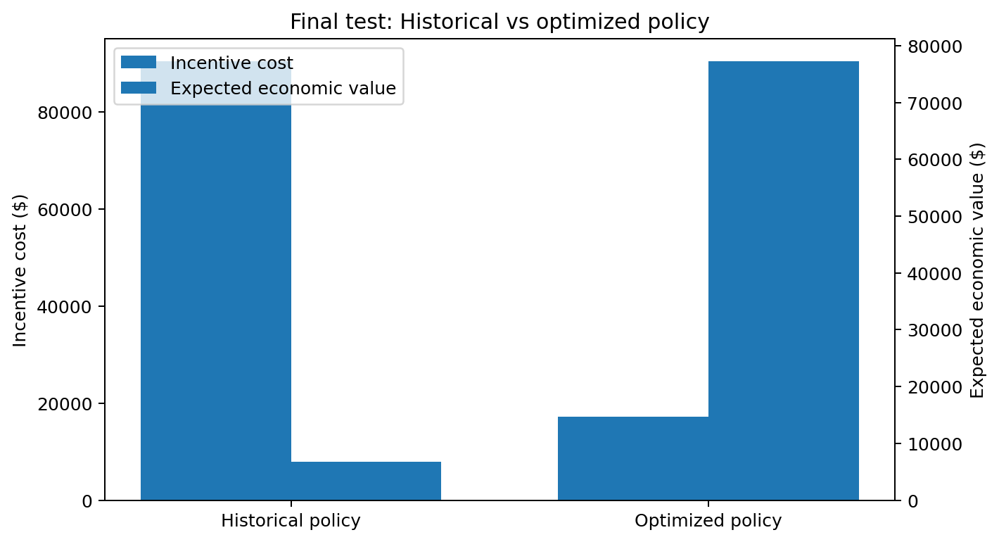 Final test: Historical vs optimized policy
Incentive cost
Expected economic value
Incentive cost ($)
80000
60000
40000
20000
0
80000
70000
60000
50000
40000
30000
20000
10000
0
Expected economic value ($)
Historical policy
Optimized policy